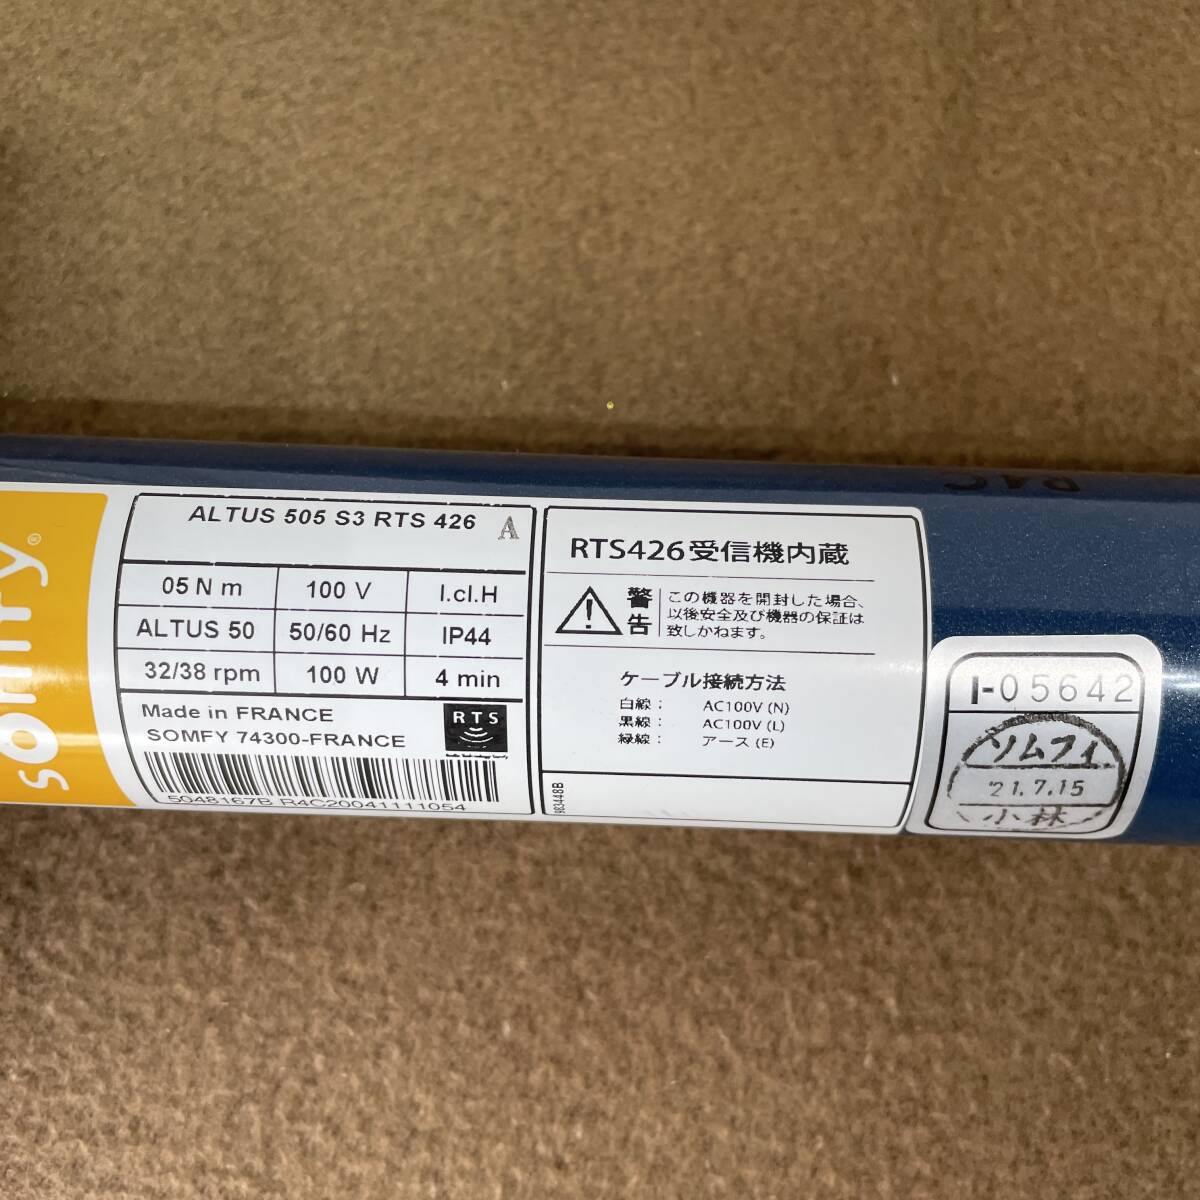 somfy®
ALTUS 505 S3 RTS 426 A
05 N m 100 V I.cl.H
ALTUS 50 50/60 Hz IP44
32/38 rpm 100 W 4 min
Made in FRANCE
SOMFY 74300-FRANCE
RTS
Radio Technology Somfy
5048167B R4C20041111054
RTS426受信機内蔵
警告
この機器を開封した場合、
以後安全及び機器の保証は
致しかねます。
ケーブル接続方法
白線： AC100V (N)
黒線： AC100V (L)
緑線： アース (E)
983448B
R4C
I-05642
ソムフィ
21.7.15
小林